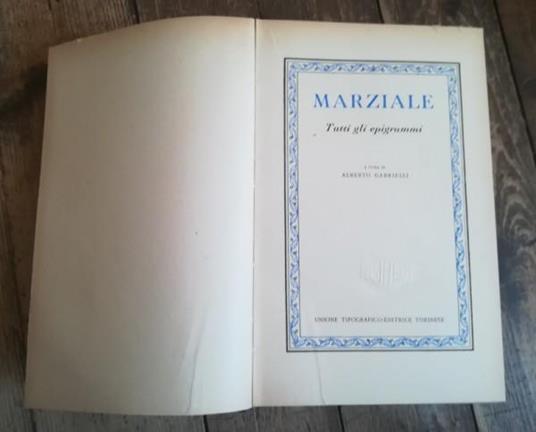 MARZIALE
Tutti gli epigrammi
A CURA DI
ALBERTO GABRIELLI
UNIONE TIPOGRAFICO-EDITRICE TORINESE